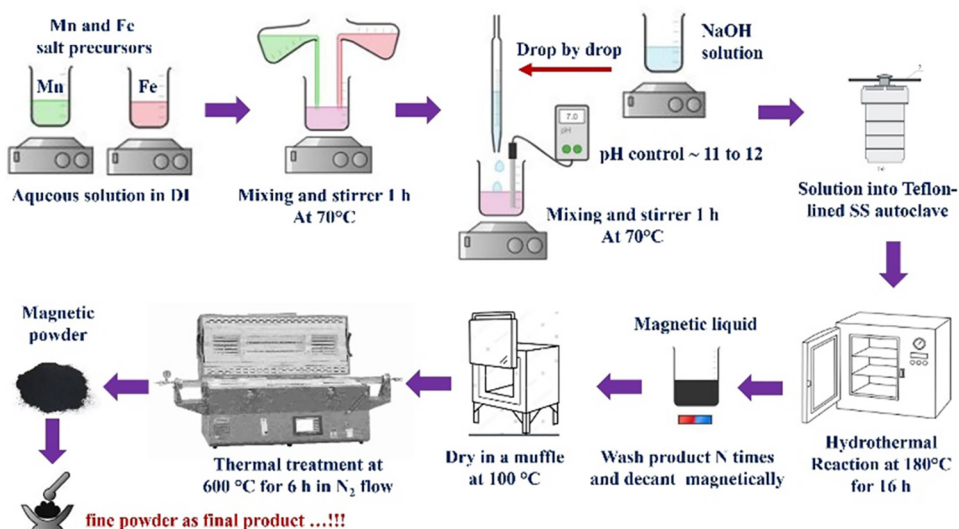 Mn and Fe
salt precursors
Mn
Fe
Aqueous solution in DI
Mixing and stirrer 1 h
At 70°C
Drop by drop
NaOH
solution
7.0
pH
pH control ~ 11 to 12
Mixing and stirrer 1 h
At 70°C
Solution into Teflon-
lined SS autoclave
Hydrothermal
Reaction at 180°C
for 16 h
Magnetic liquid
Wash product N times
and decant magnetically
Dry in a muffle
at 100 °C
Thermal treatment at
600 °C for 6 h in N₂ flow
Magnetic
powder
fine powder as final product ...!!!